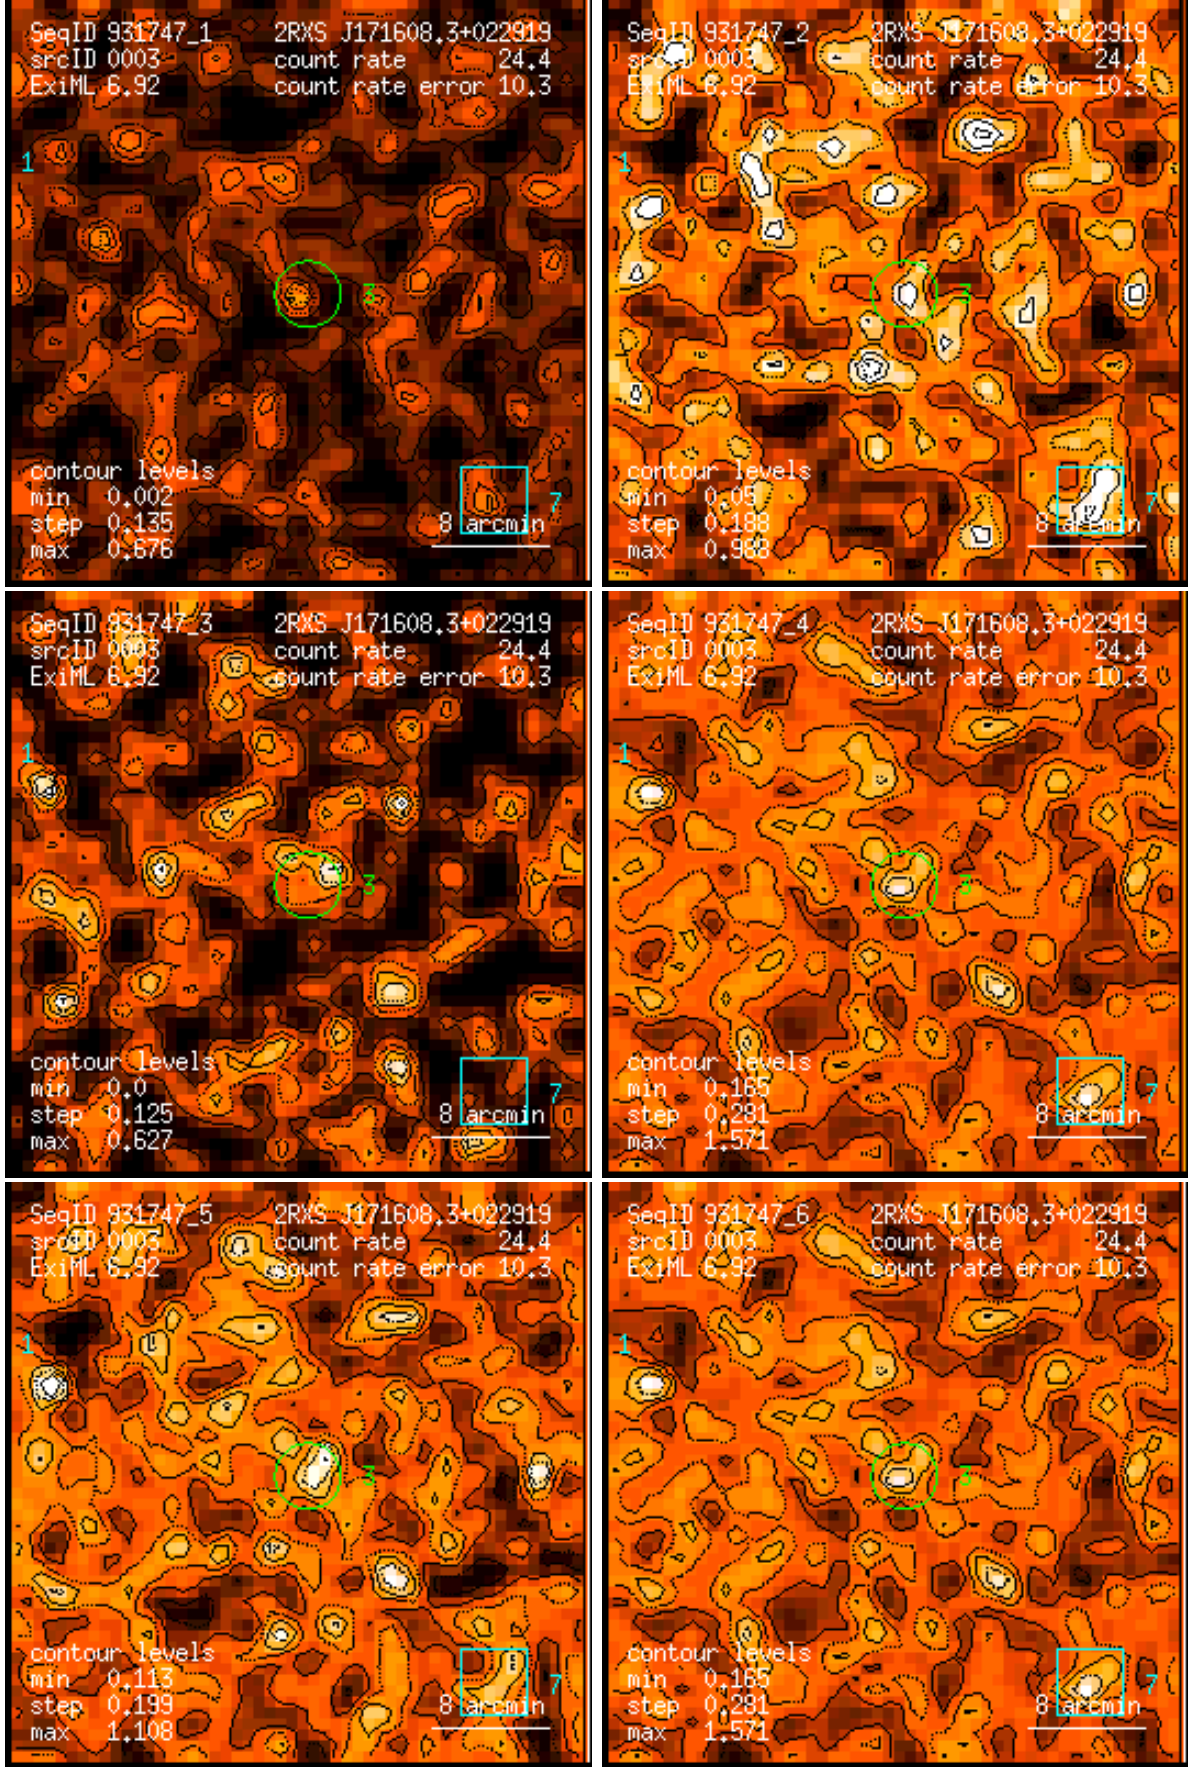 SeqID 931747_1 2RXS J171608.3+022919
srcID 0003 count rate 24.4
ExiML 6.92 count rate error 10.3
1
3
contour levels
min 0.002
step 0.135
max 0.676
7
8 arcmin
SeqID 931747_2 2RXS J171608.3+022919
srcID 0003 count rate 24.4
ExiML 6.92 count rate error 10.3
1
3
contour levels
min 0.05
step 0.188
max 0.988
7
8 arcmin
SeqID 931747_3 2RXS J171608.3+022919
srcID 0003 count rate 24.4
ExiML 6.92 count rate error 10.3
1
3
contour levels
min 0.0
step 0.125
max 0.627
7
8 arcmin
SeqID 931747_4 2RXS J171608.3+022919
srcID 0003 count rate 24.4
ExiML 6.92 count rate error 10.3
1
3
contour levels
min 0.165
step 0.281
max 1.571
7
8 arcmin
SeqID 931747_5 2RXS J171608.3+022919
srcID 0003 count rate 24.4
ExiML 6.92 count rate error 10.3
1
3
contour levels
min 0.113
step 0.199
max 1.108
7
8 arcmin
SeqID 931747_6 2RXS J171608.3+022919
srcID 0003 count rate 24.4
ExiML 6.92 count rate error 10.3
1
3
contour levels
min 0.165
step 0.281
max 1.571
7
8 arcmin